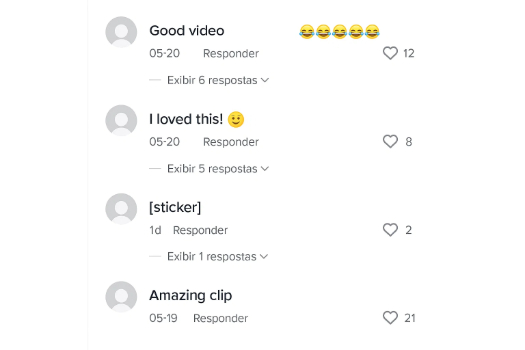 Good video 😂😂😂😂😂
05-20 Responder 12
Exibir 6 respostas
I loved this! 🙂
05-20 Responder 8
Exibir 5 respostas
[sticker]
1d Responder 2
Exibir 1 respostas
Amazing clip
05-19 Responder 21